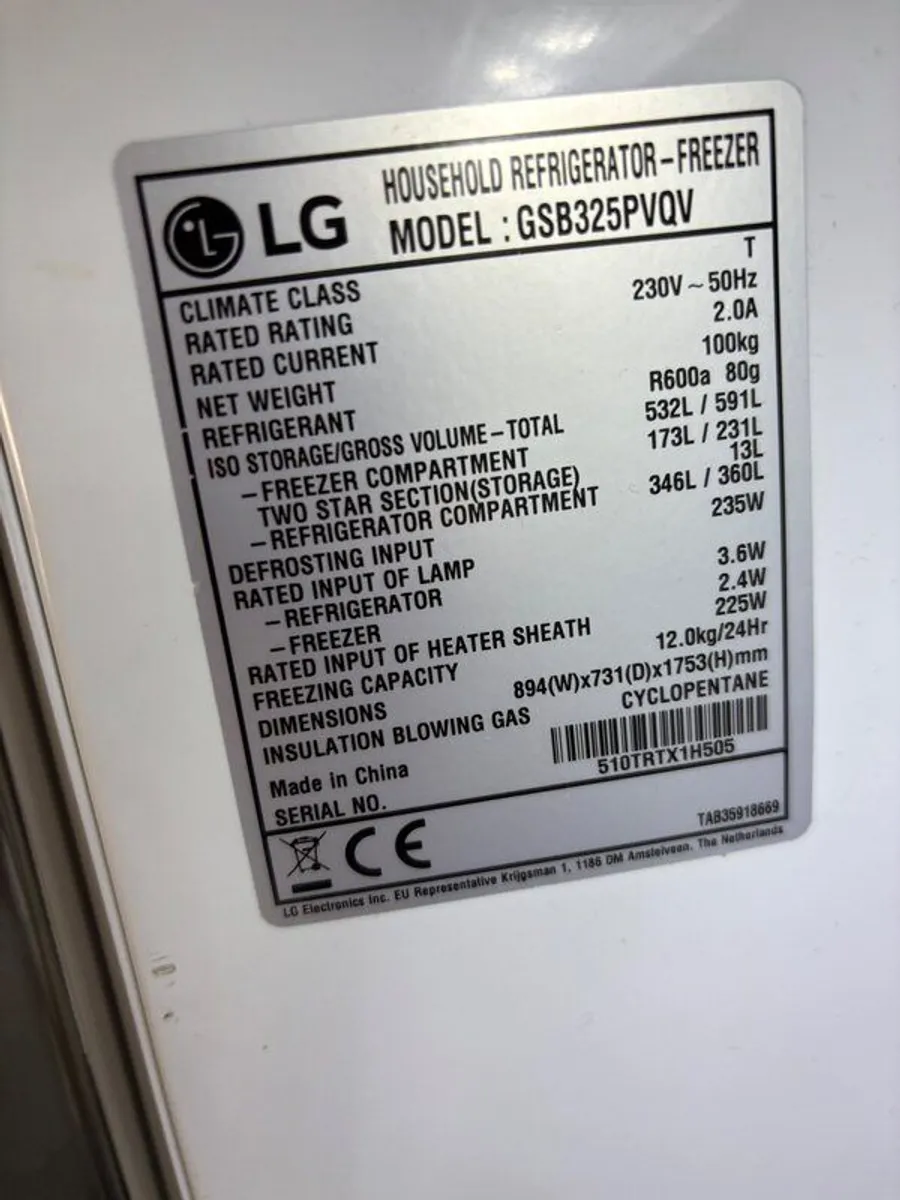 LG HOUSEHOLD REFRIGERATOR-FREEZER
MODEL : GSB325PVQV
CLIMATE CLASS T
RATED RATING 230V ~ 50Hz
RATED CURRENT 2.0A
NET WEIGHT 100kg
REFRIGERANT R600a 80g
ISO STORAGE/GROSS VOLUME-TOTAL 532L / 591L
-FREEZER COMPARTMENT 173L / 231L
TWO STAR SECTION(STORAGE) 13L
-REFRIGERATOR COMPARTMENT 346L / 360L
DEFROSTING INPUT 235W
RATED INPUT OF LAMP
-REFRIGERATOR 3.6W
-FREEZER 2.4W
RATED INPUT OF HEATER SHEATH 225W
FREEZING CAPACITY 12.0kg/24Hr
DIMENSIONS 894(W)x731(D)x1753(H)mm
INSULATION BLOWING GAS CYCLOPENTANE
Made in China
SERIAL NO. 510TRTX1H505
CE TAB35918669
LG Electronics Inc. EU Representative Krijgsman 1, 1186 DM Amstelveen, The Netherlands